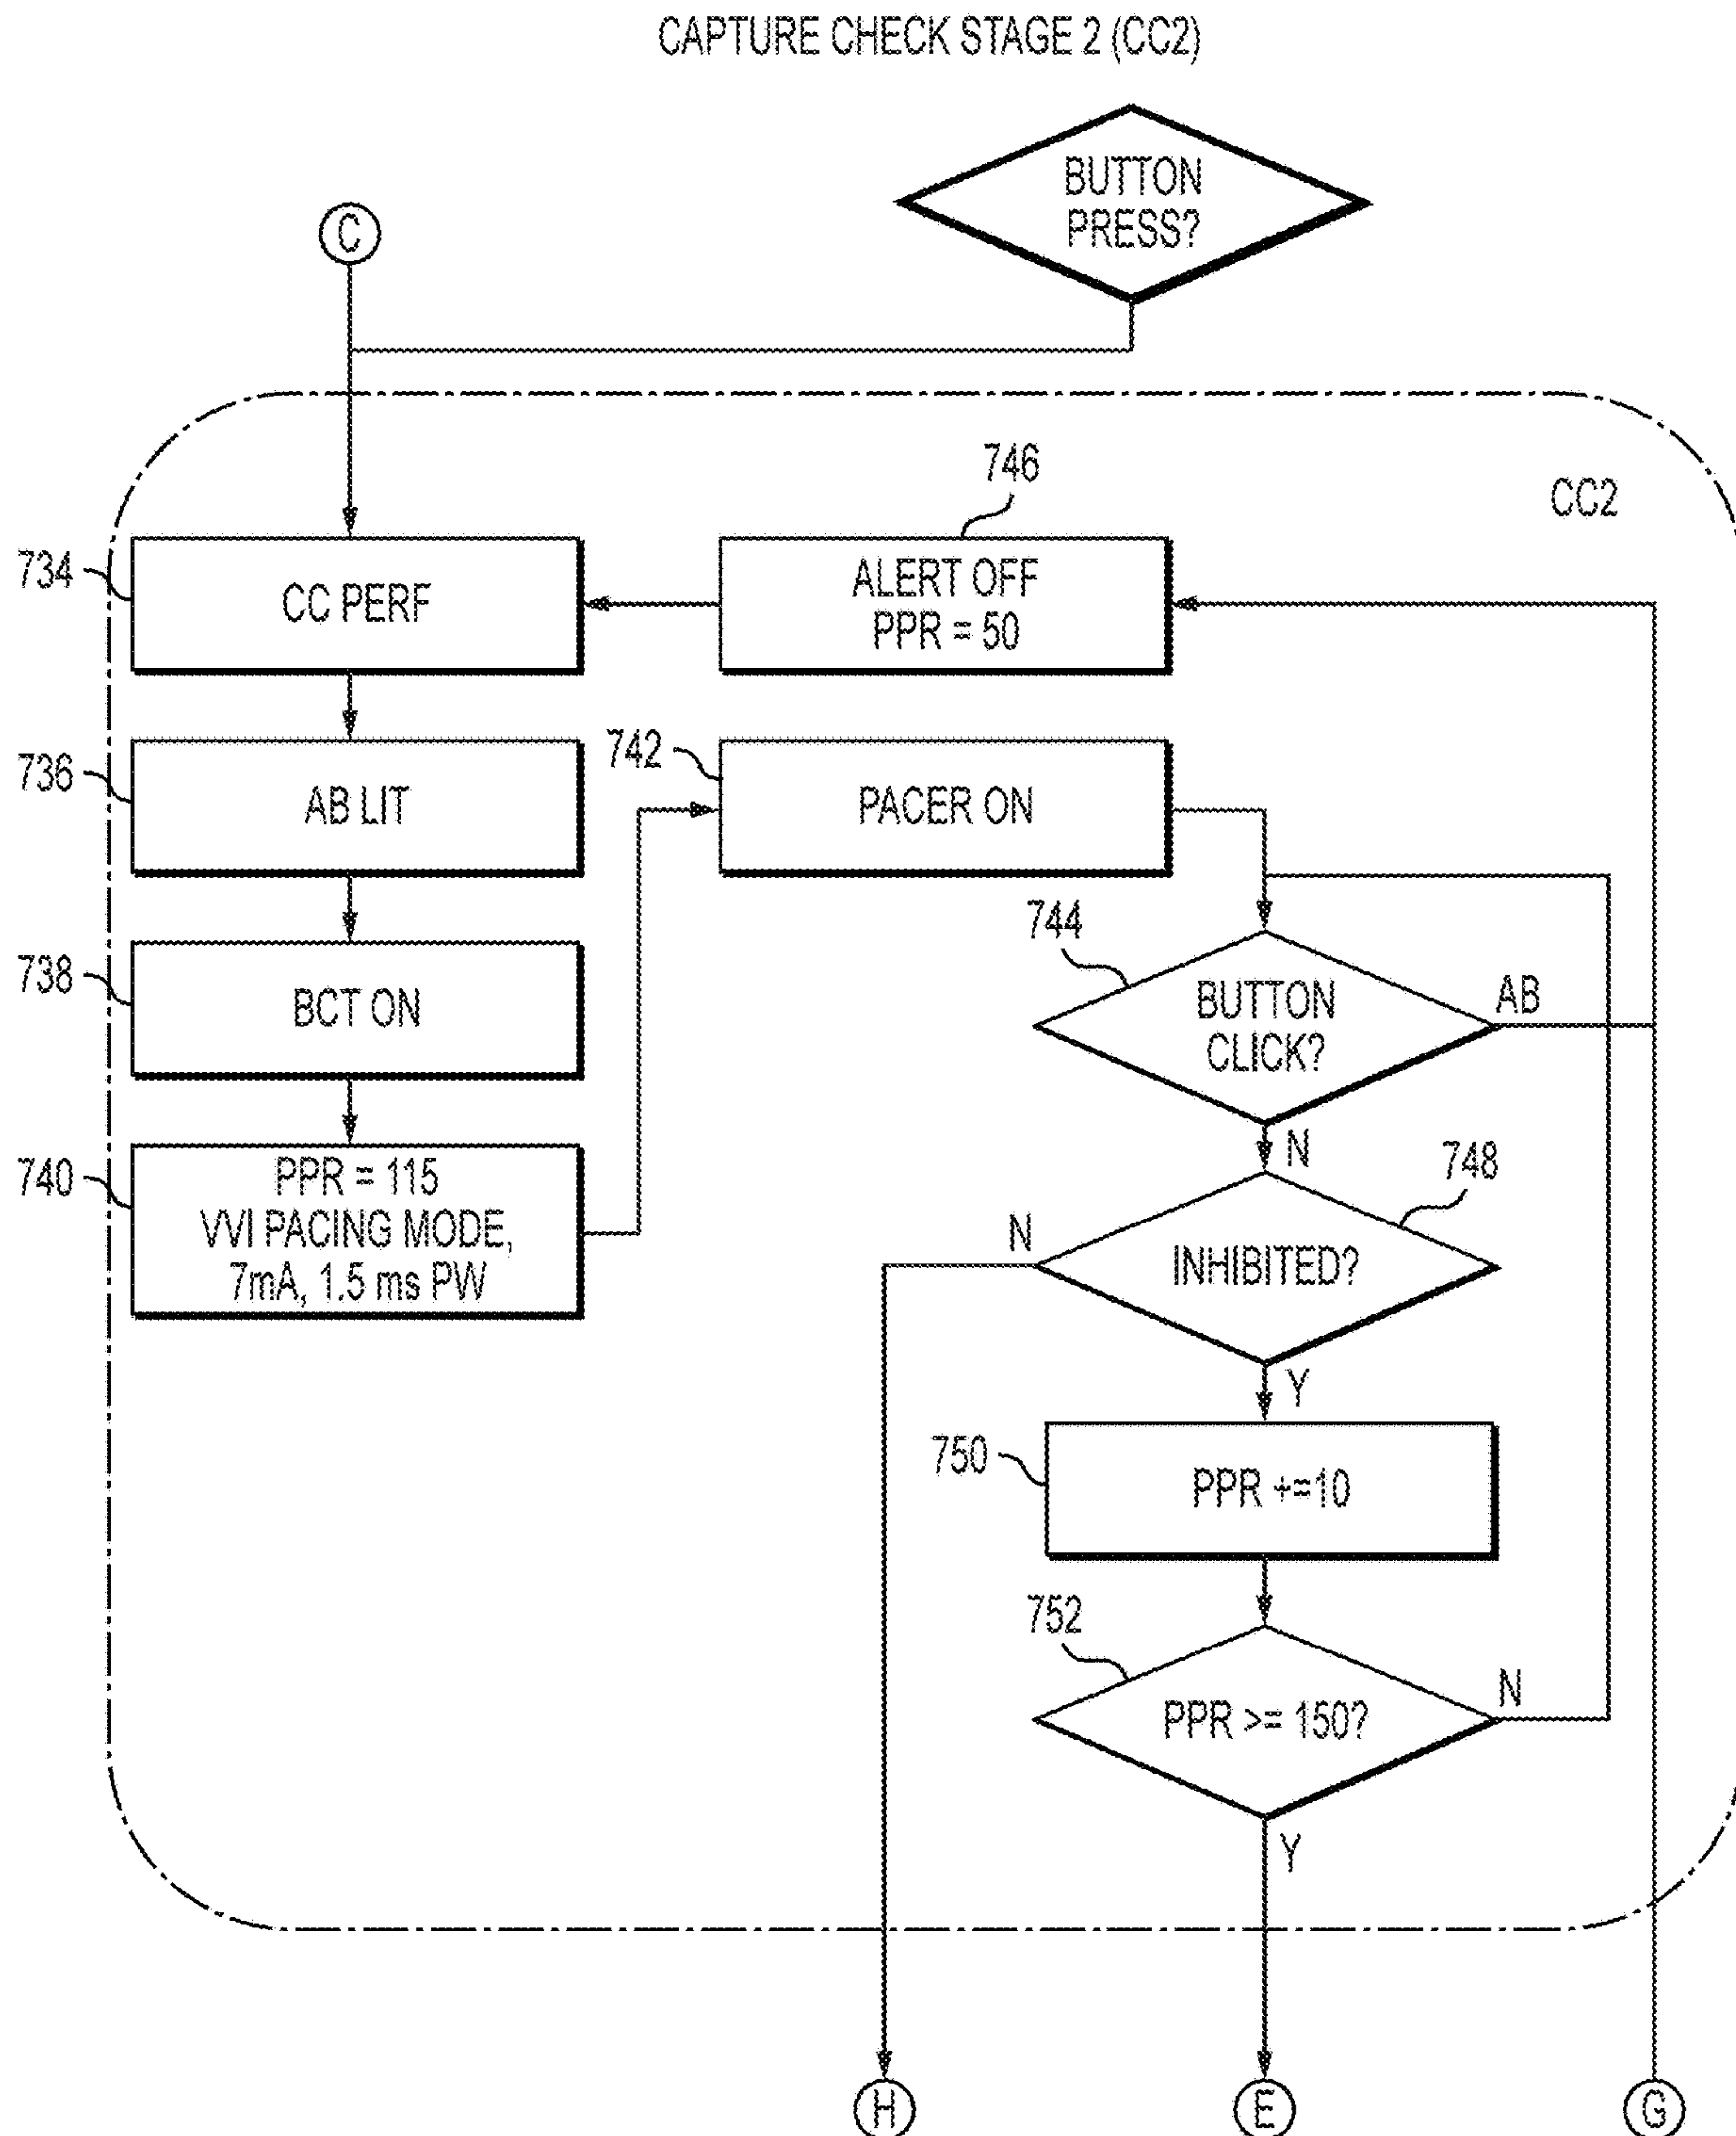 CAPTURE CHECK STAGE 2 (CC2)
BUTTON
PRESS?
C
746
CC2
734
CC PERF
ALERT OFF
PPR = 50
736
AB LIT
742
PACER ON
744
738
BCT ON
BUTTON
CLICK?
AB
N
740
PPR = 115
VVI PACING MODE,
7mA, 1.5 ms PW
748
N
INHIBITED?
Y
750
PPR +=10
752
PPR >= 150?
N
Y
H
E
G